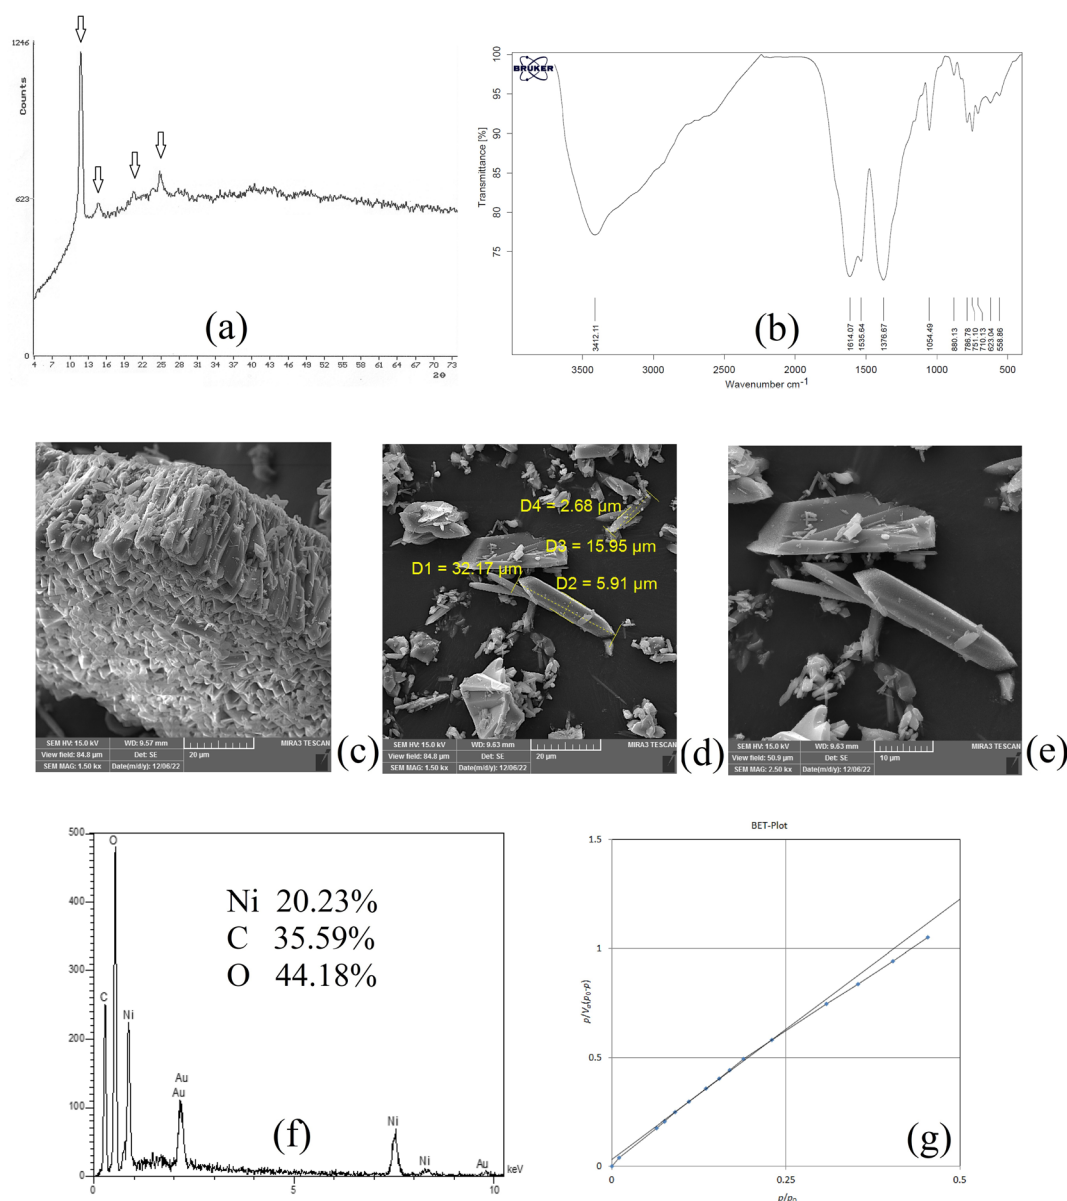 1246
Counts
623
0
4 7 10 13 16 19 22 25 28 31 34 37 40 43 46 49 52 55 58 61 64 67 70 73
2θ
(a)
BRUKER
Transmittance [%]
100
95
90
85
80
75
3412.11
1614.07
1535.64
1376.67
1054.49
880.13
786.78
751.10
710.13
623.04
558.86
3500 3000 2500 2000 1500 1000 500
Wavenumber cm-1
(b)
SEM HV: 15.0 kV WD: 9.57 mm MIRA3 TESCAN
View field: 84.8 µm Det: SE 20 µm
SEM MAG: 1.50 kx Date(m/d/y): 12/06/22
(c)
D4 = 2.68 µm
D3 = 15.95 µm
D1 = 32.17 µm
D2 = 5.91 µm
SEM HV: 15.0 kV WD: 9.63 mm MIRA3 TESCAN
View field: 84.8 µm Det: SE 20 µm
SEM MAG: 1.50 kx Date(m/d/y): 12/06/22
(d)
SEM HV: 15.0 kV WD: 9.63 mm MIRA3 TESCAN
View field: 50.9 µm Det: SE 10 µm
SEM MAG: 2.50 kx Date(m/d/y): 12/06/22
(e)
500
400
300
200
100
0
C
O
Ni
Au
Au
Ni
Ni
Au
keV
0 5 10
Ni 20.23%
C 35.59%
O 44.18%
(f)
BET-Plot
p/Va(p0-p)
1.5
1
0.5
0
0 0.25 0.5
p/p0
(g)